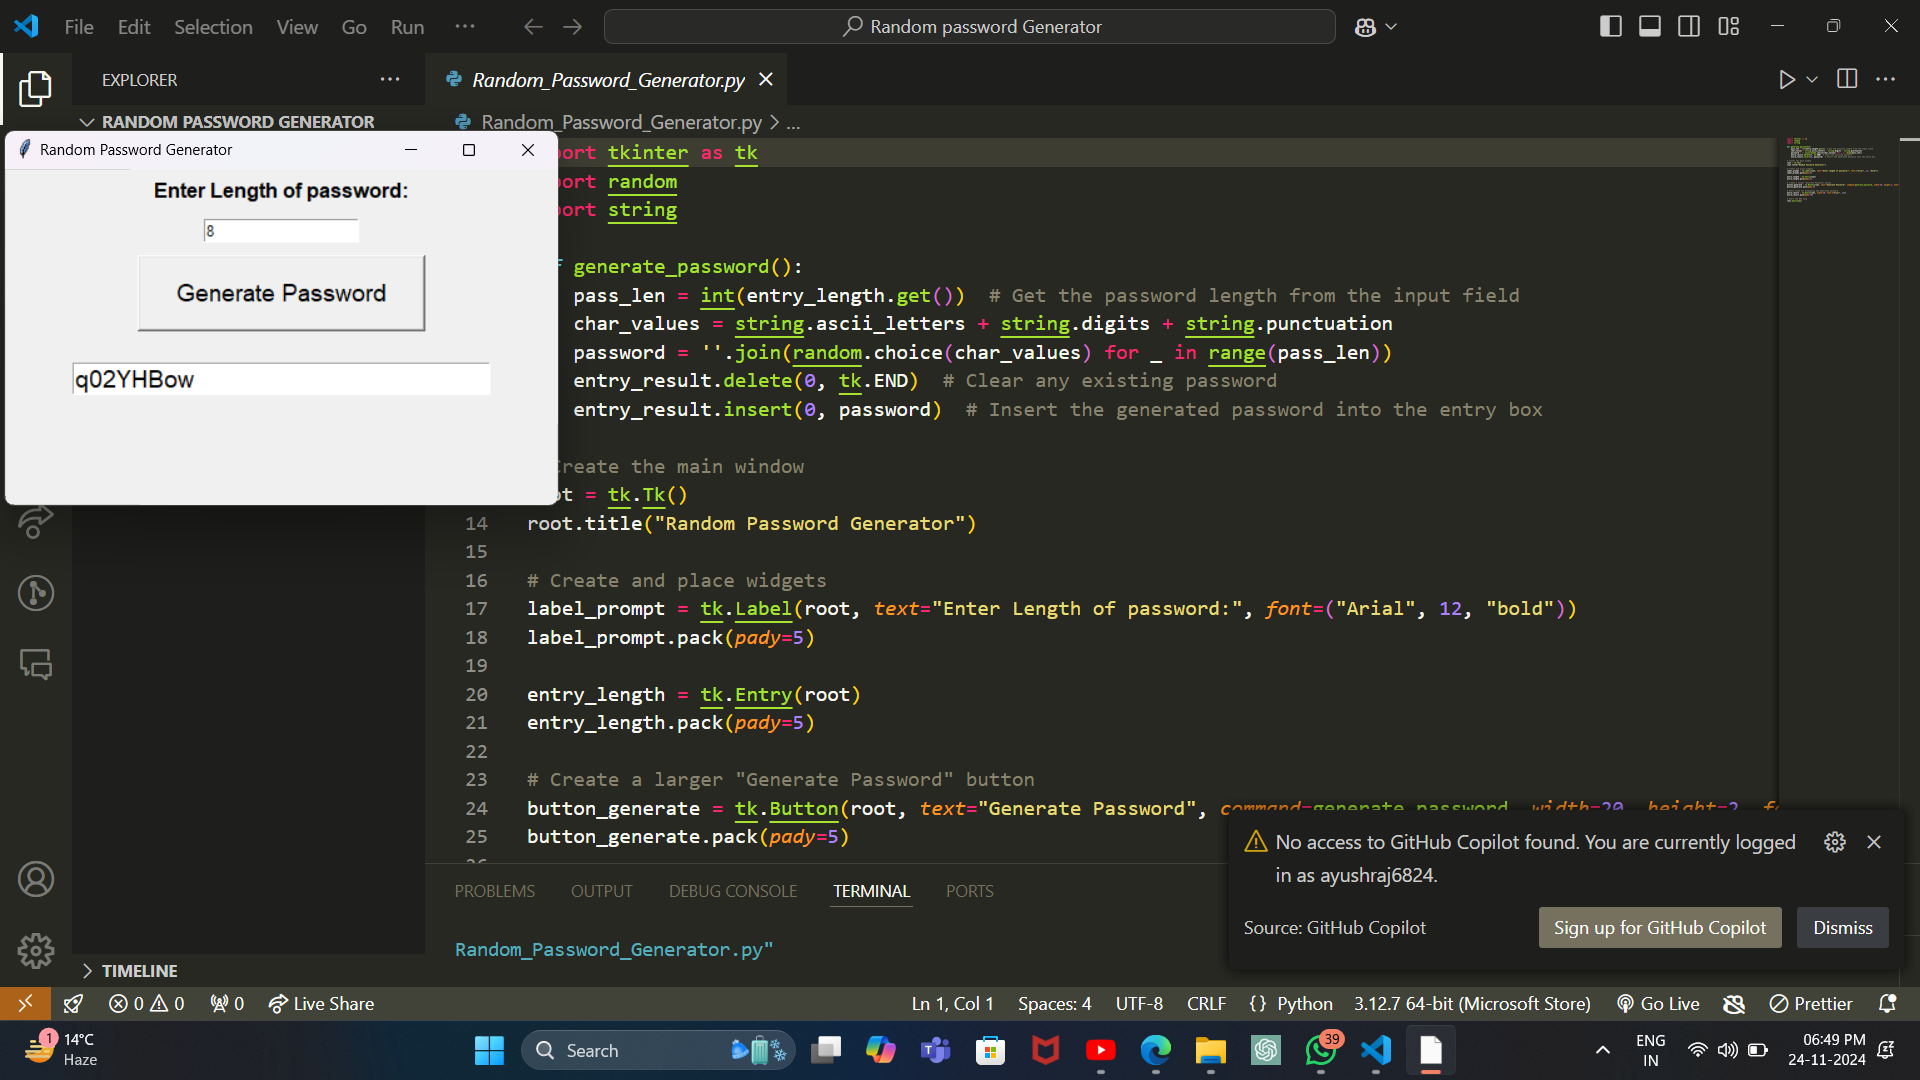 File Edit Selection View Go Run ...
Random password Generator
EXPLORER
Random_Password_Generator.py
RANDOM PASSWORD GENERATOR
Random_Password_Generator.py > ...
Random Password Generator
Enter Length of password:
8
Generate Password
q02YHBow
ort tkinter as tk
ort random
ort string
generate_password():
pass_len = int(entry_length.get())  # Get the password length from the input field
char_values = string.ascii_letters + string.digits + string.punctuation
password = ''.join(random.choice(char_values) for _ in range(pass_len))
entry_result.delete(0, tk.END)  # Clear any existing password
entry_result.insert(0, password)  # Insert the generated password into the entry box
reate the main window
ot = tk.Tk()
14 root.title("Random Password Generator")
15
16 # Create and place widgets
17 label_prompt = tk.Label(root, text="Enter Length of password:", font=("Arial", 12, "bold"))
18 label_prompt.pack(pady=5)
19
20 entry_length = tk.Entry(root)
21 entry_length.pack(pady=5)
22
23 # Create a larger "Generate Password" button
24 button_generate = tk.Button(root, text="Generate Password", command=generate_password, width=20, height=2, f
25 button_generate.pack(pady=5)
PROBLEMS OUTPUT DEBUG CONSOLE TERMINAL PORTS
Random_Password_Generator.py"
No access to GitHub Copilot found. You are currently logged
in as ayushraj6824.
Source: GitHub Copilot
Sign up for GitHub Copilot
Dismiss
TIMELINE
0 0 0 Live Share
Ln 1, Col 1 Spaces: 4 UTF-8 CRLF {} Python 3.12.7 64-bit (Microsoft Store) Go Live Prettier
1
14°C
Haze
Search
39
ENG
IN
06:49 PM
24-11-2024